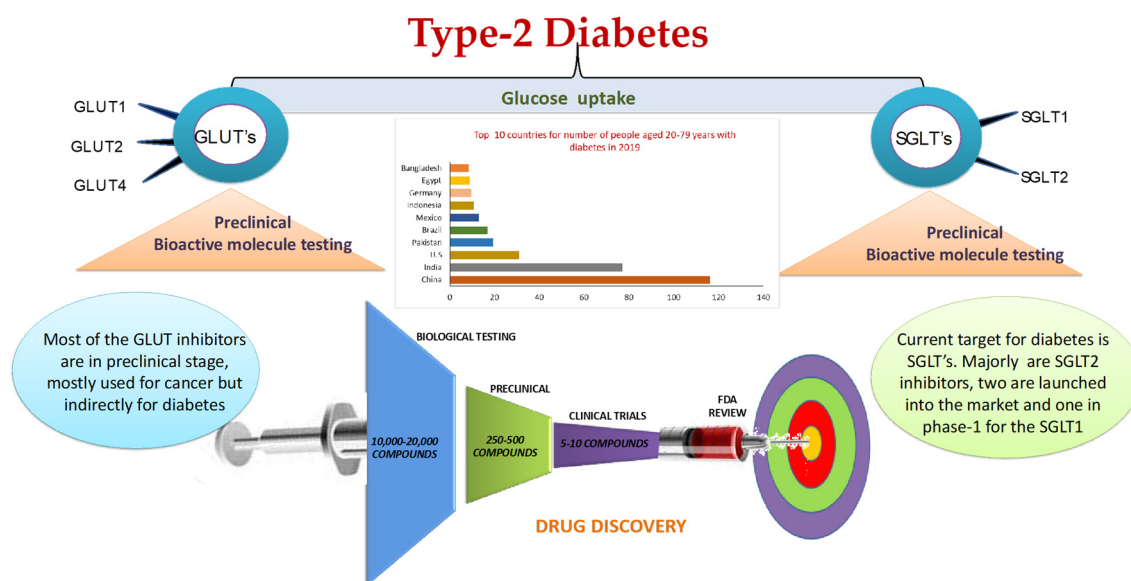 Type-2 Diabetes
Glucose uptake
GLUT1
GLUT2
GLUT4
GLUT's
SGLT's
SGLT1
SGLT2
Top 10 countries for number of people aged 20-79 years with
diabetes in 2019
Bangladesh
Egypt
Germany
Indonesia
Mexico
Brazil
Pakistan
U.S
India
China
0 20 40 60 80 100 120 140
Preclinical
Bioactive molecule testing
Preclinical
Bioactive molecule testing
Most of the GLUT inhibitors
are in preclinical stage,
mostly used for cancer but
indirectly for diabetes
BIOLOGICAL TESTING
10,000-20,000
COMPOUNDS
PRECLINICAL
250-500
COMPOUNDS
CLINICAL TRIALS
5-10 COMPOUNDS
FDA
REVIEW
DRUG DISCOVERY
Current target for diabetes is
SGLT's. Majorly are SGLT2
inhibitors, two are launched
into the market and one in
phase-1 for the SGLT1